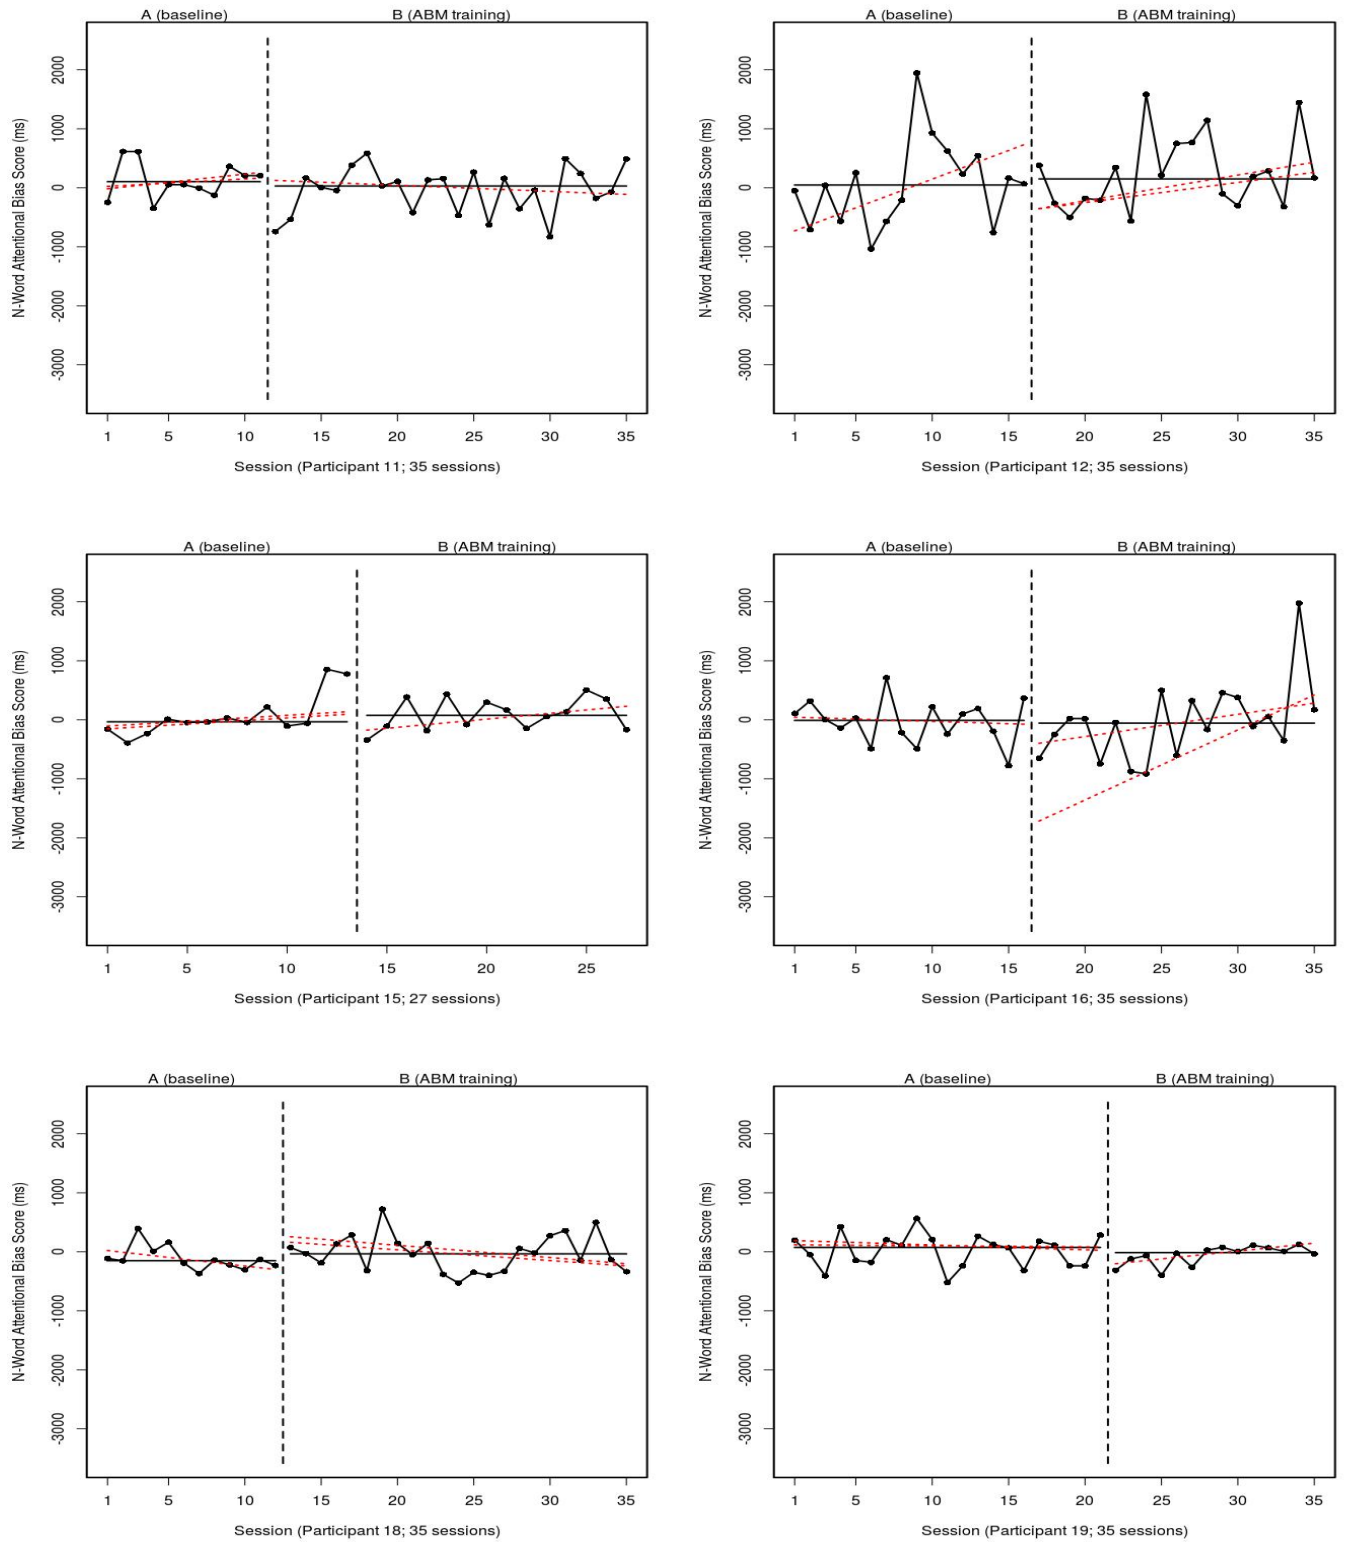 A (baseline) B (ABM training)
N-Word Attentional Bias Score (ms)
2000
1000
0
-1000
-2000
-3000
1 5 10 15 20 25 30 35
Session (Participant 11; 35 sessions)
A (baseline) B (ABM training)
N-Word Attentional Bias Score (ms)
2000
1000
0
-1000
-2000
-3000
1 5 10 15 20 25 30 35
Session (Participant 12; 35 sessions)
A (baseline) B (ABM training)
N-Word Attentional Bias Score (ms)
2000
1000
0
-1000
-2000
-3000
1 5 10 15 20 25
Session (Participant 15; 27 sessions)
A (baseline) B (ABM training)
N-Word Attentional Bias Score (ms)
2000
1000
0
-1000
-2000
-3000
1 5 10 15 20 25 30 35
Session (Participant 16; 35 sessions)
A (baseline) B (ABM training)
N-Word Attentional Bias Score (ms)
2000
1000
0
-1000
-2000
-3000
1 5 10 15 20 25 30 35
Session (Participant 18; 35 sessions)
A (baseline) B (ABM training)
N-Word Attentional Bias Score (ms)
2000
1000
0
-1000
-2000
-3000
1 5 10 15 20 25 30 35
Session (Participant 19; 35 sessions)